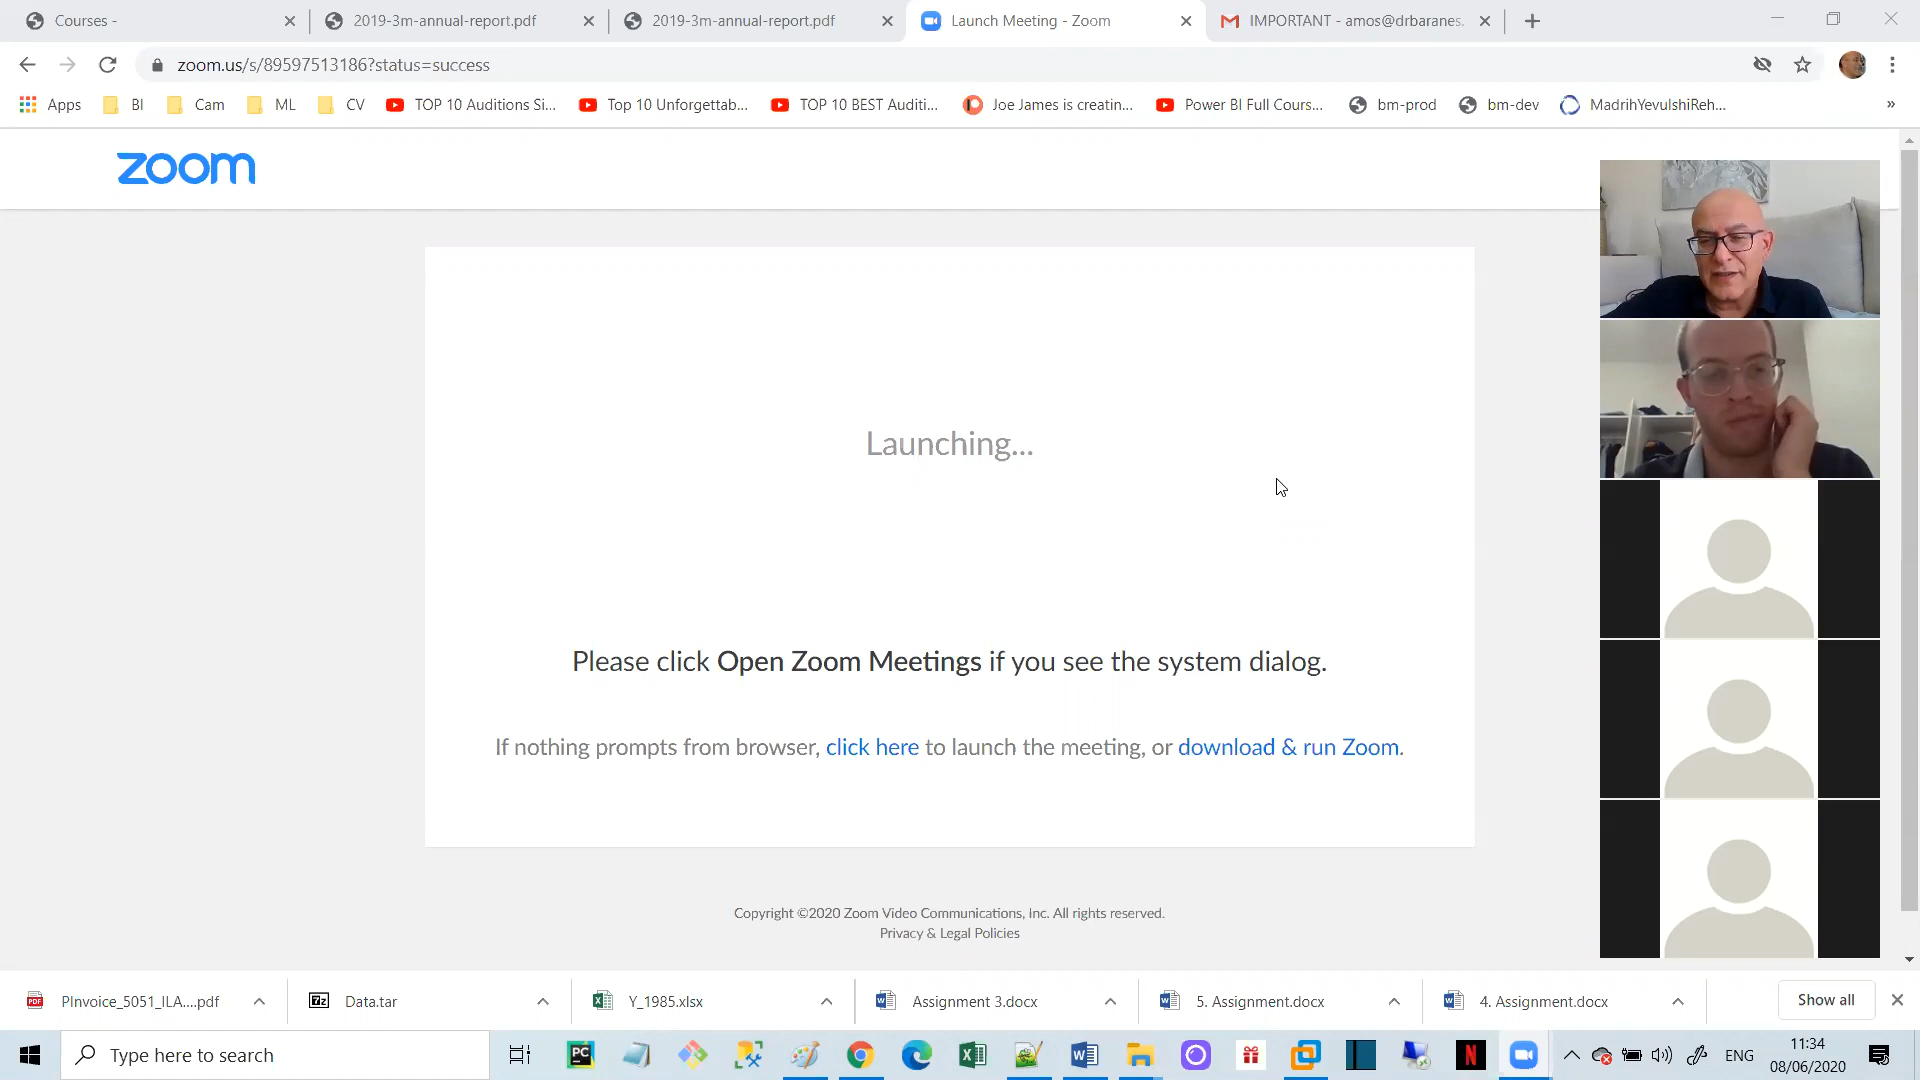 Courses -
2019-3m-annual-report.pdf
2019-3m-annual-report.pdf
Launch Meeting - Zoom
IMPORTANT - amos@drbaranes.
zoom.us/s/89597513186?status=success
Apps
BI
Cam
ML
CV
TOP 10 Auditions Si...
Top 10 Unforgettab...
TOP 10 BEST Auditi...
Joe James is creatin...
Power BI Full Cours...
bm-prod
bm-dev
MadrihYevulshiReh...
»
zoom
Launching...
Please click Open Zoom Meetings if you see the system dialog.
If nothing prompts from browser, click here to launch the meeting, or download & run Zoom.
Copyright ©2020 Zoom Video Communications, Inc. All rights reserved.
Privacy & Legal Policies
PInvoice_5051_ILA....pdf
Data.tar
Y_1985.xlsx
Assignment 3.docx
5. Assignment.docx
4. Assignment.docx
Show all
Type here to search
ENG
11:34
08/06/2020